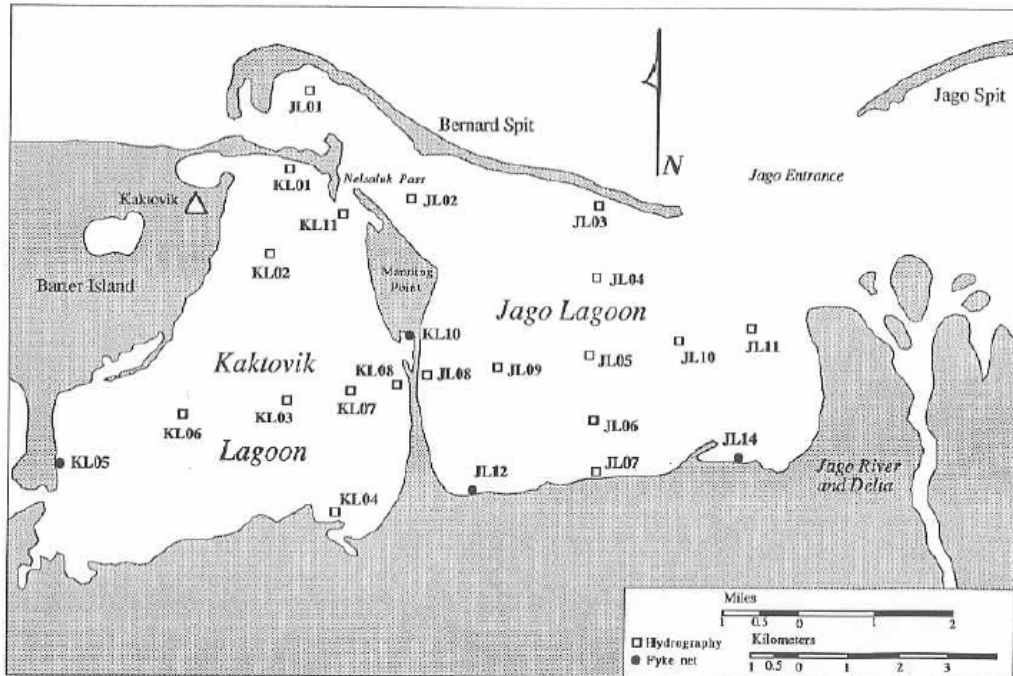 JL01
Bernard Spit
Jago Spit
N
KL01
Nelsaluk Pass
Jago Entrance
Kaktovik
JL02
JL03
KL11
KL02
Manning
Point
Barter Island
JL04
Jago Lagoon
KL10
JL11
JL10
JL05
Kaktovik
KL08
JL08
JL09
KL07
KL03
KL06
JL06
Lagoon
KL05
JL14
JL07
JL12
Jago River
and Delta
KL04
Miles
1 0.5 0 1 2
Hydrography
Kilometers
Fyke net
1 0.5 0 1 2 3